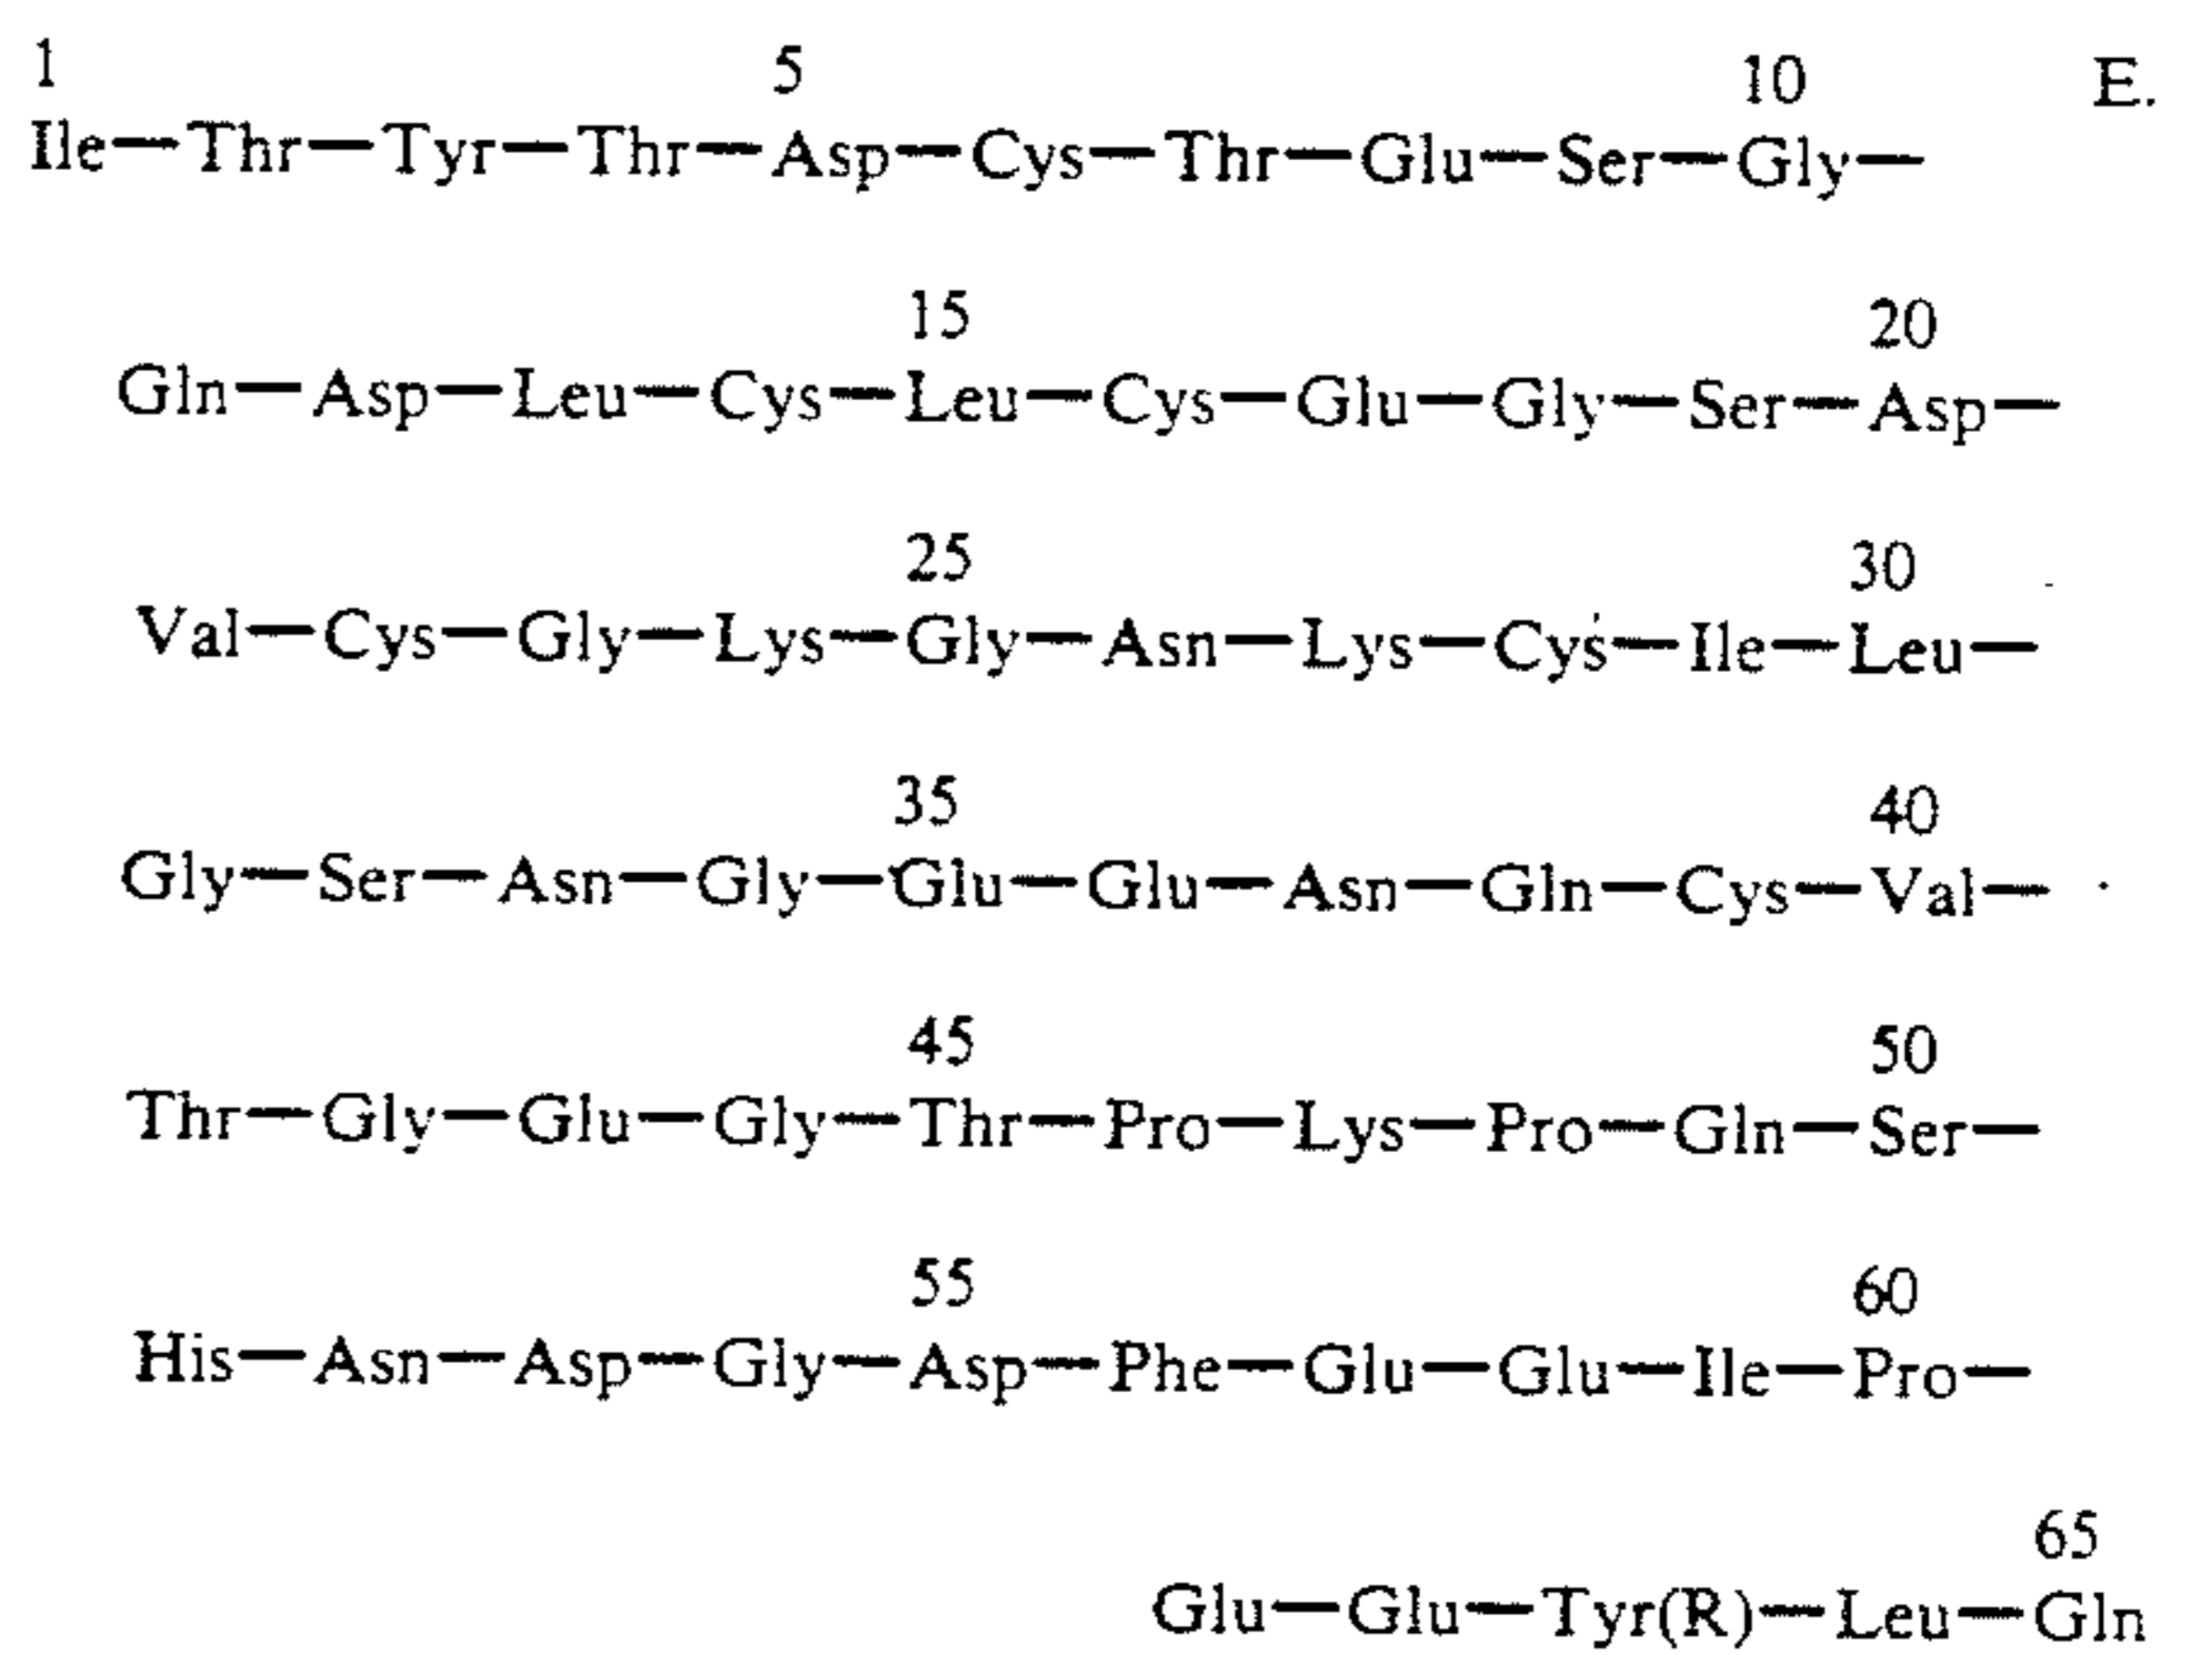 1 5 10 E.
Ile—Thr—Tyr—Thr—Asp—Cys—Thr—Glu—Ser—Gly—
15 20
Gln—Asp—Leu—Cys—Leu—Cys—Glu—Gly—Ser—Asp—
25 30
Val—Cys—Gly—Lys—Gly—Asn—Lys—Cys—Ile—Leu—
35 40
Gly—Ser—Asn—Gly—Glu—Glu—Asn—Gln—Cys—Val—
45 50
Thr—Gly—Glu—Gly—Thr—Pro—Lys—Pro—Gln—Ser—
55 60
His—Asn—Asp—Gly—Asp—Phe—Glu—Glu—Ile—Pro—
65
Glu—Glu—Tyr(R)—Leu—Gln